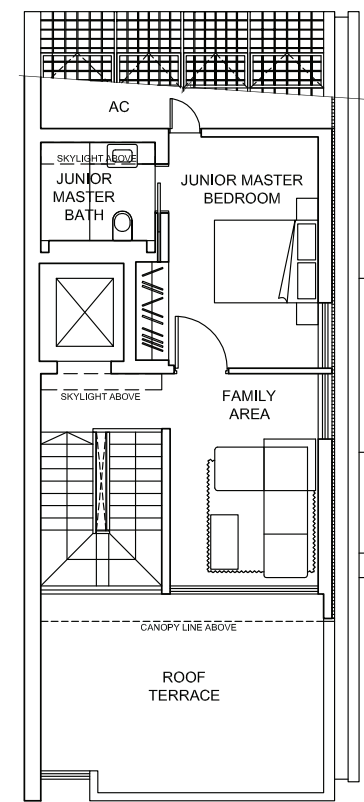 AC
SKYLIGHT ABOVE
JUNIOR
MASTER
BATH
JUNIOR MASTER
BEDROOM
SKYLIGHT ABOVE
FAMILY
AREA
CANOPY LINE ABOVE
ROOF
TERRACE